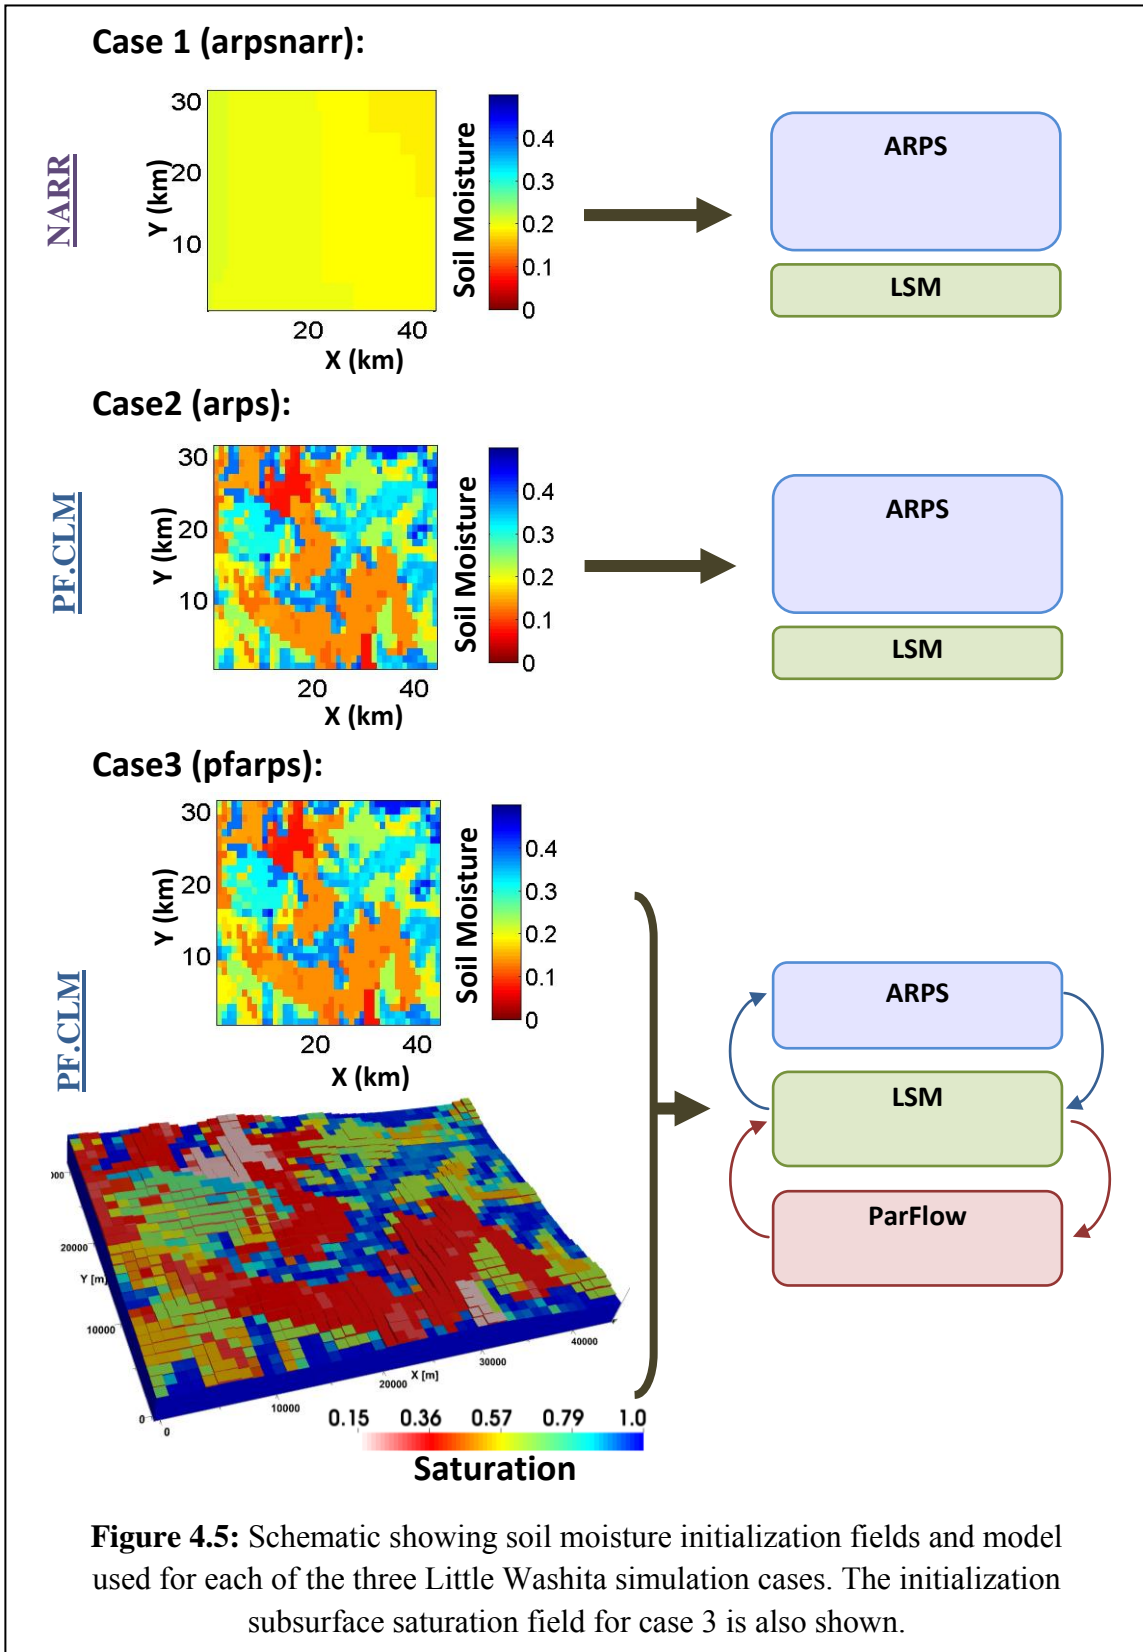 Case 1 (arpsnarr):
NARR
Y (km)
30
20
10
20 40
X (km)
Soil Moisture
0.4
0.3
0.2
0.1
0
ARPS
LSM
Case2 (arps):
PF.CLM
Y (km)
30
20
10
20 40
X (km)
Soil Moisture
0.4
0.3
0.2
0.1
0
ARPS
LSM
Case3 (pfarps):
PF.CLM
Y (km)
30
20
10
20 40
X (km)
Soil Moisture
0.4
0.3
0.2
0.1
0
ARPS
LSM
ParFlow
20000
Y [m]
10000
0
0
10000
20000
X [m]
30000
40000
0.15 0.36 0.57 0.79 1.0
Saturation
Figure 4.5: Schematic showing soil moisture initialization fields and model
used for each of the three Little Washita simulation cases. The initialization
subsurface saturation field for case 3 is also shown.